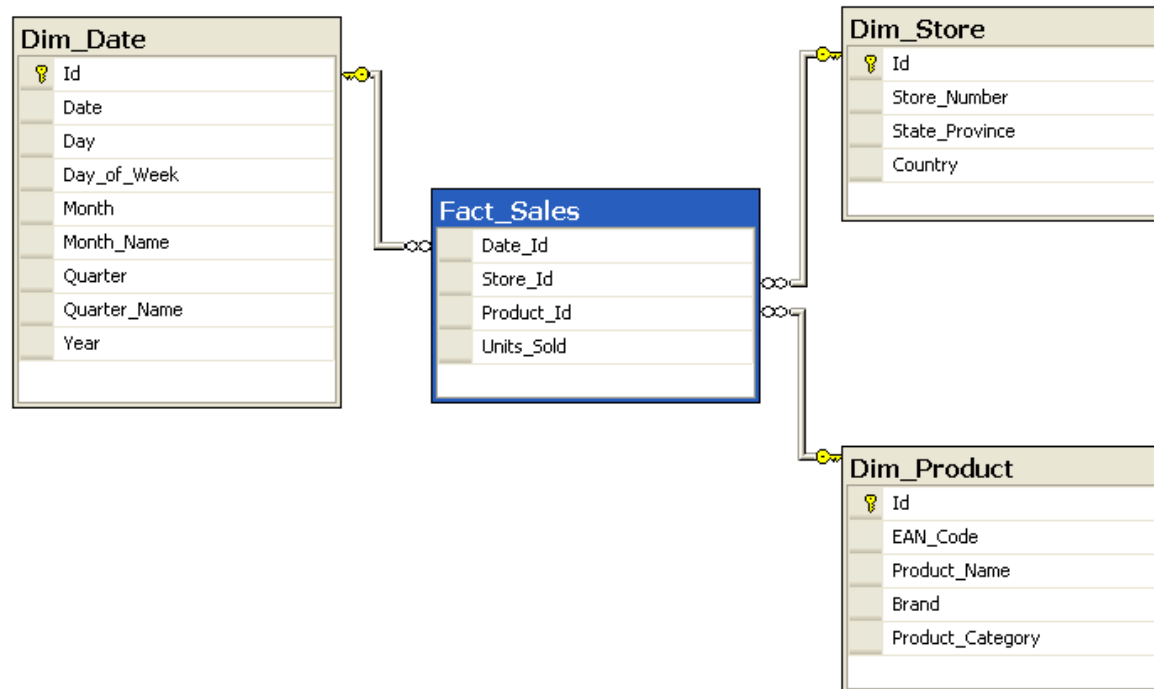 Dim_Date
Id
Date
Day
Day_of_Week
Month
Month_Name
Quarter
Quarter_Name
Year
Fact_Sales
Date_Id
Store_Id
Product_Id
Units_Sold
Dim_Store
Id
Store_Number
State_Province
Country
Dim_Product
Id
EAN_Code
Product_Name
Brand
Product_Category